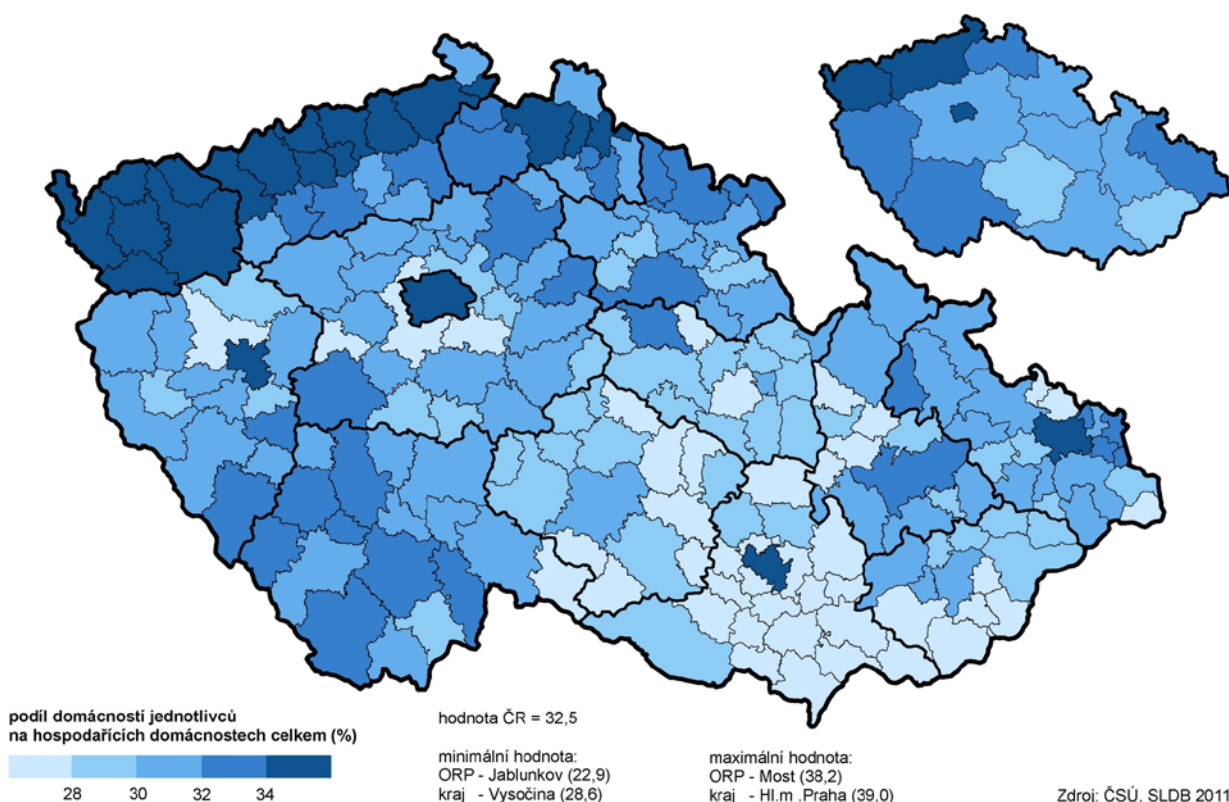 podíl domácností jednotlivců
na hospodařících domácnostech celkem (%)
28 30 32 34
hodnota ČR = 32,5
minimální hodnota:
ORP - Jablunkov (22,9)
kraj - Vysočina (28,6)
maximální hodnota:
ORP - Most (38,2)
kraj - Hl.m .Praha (39,0)
Zdroj: ČSÚ, SLDB 2011